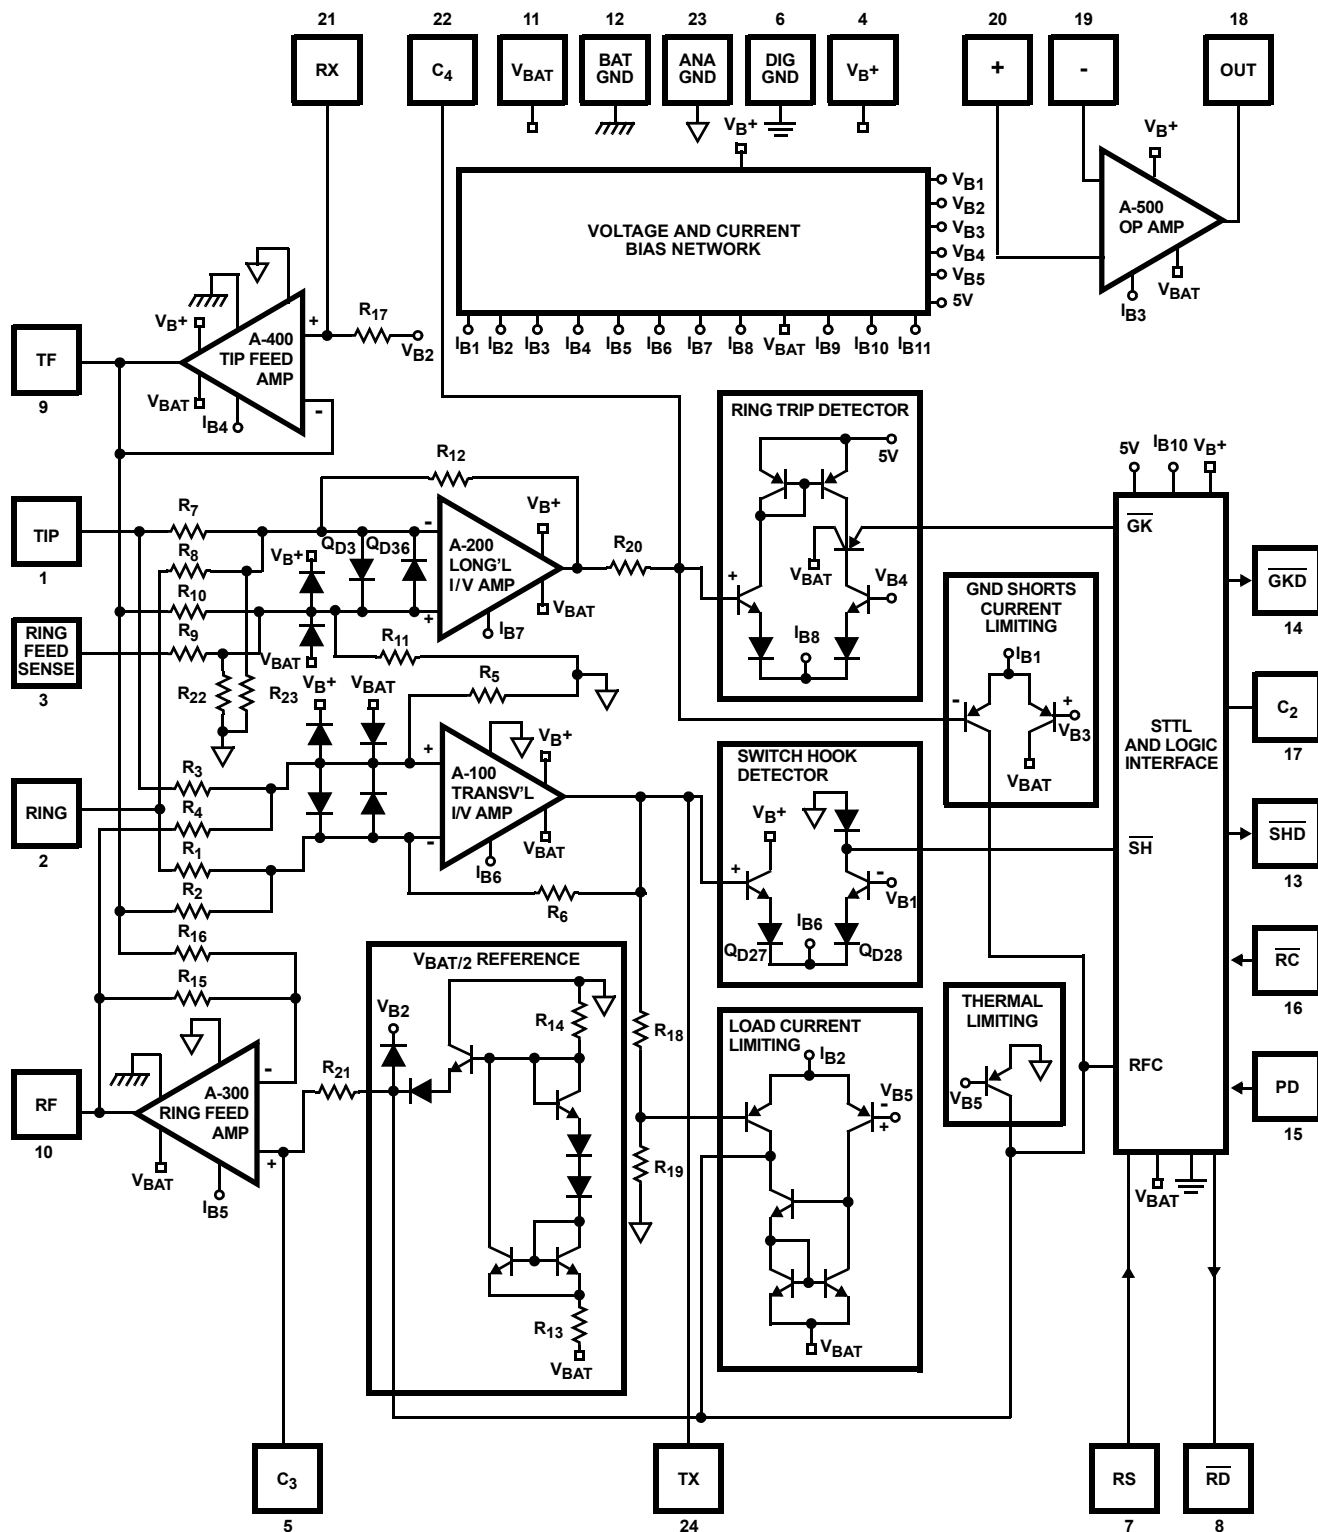 21 22 11 12 23 6 4 20 19 18
RX C4 VBAT BAT GND ANA GND DIG GND VB+ + - OUT
VB+
VOLTAGE AND CURRENT
BIAS NETWORK
VB1
VB2
VB3
VB4
VB5
5V
IB1 IB2 IB3 IB4 IB5 IB6 IB7 IB8 VBAT IB9 IB10 IB11
VB+
A-500
OP AMP
VBAT
IB3
TF
9
VB+
A-400
TIP FEED
AMP
+
-
VBAT
IB4
R17
VB2
RING TRIP DETECTOR
5V
VBAT
VB4
+
IB8
TIP
1
R7
R8
R10
R9
R22
R23
R12
VB+
QD3
QD36
VBAT
-
+
A-200
LONG'L
I/V AMP
VB+
VBAT
IB7
R20
R11
R5
RING
FEED
SENSE
3
GND SHORTS
CURRENT
LIMITING
IB1
-
+
VB3
VBAT
5V IB10 VB+
GK
STTL
AND LOGIC
INTERFACE
SH
RFC
VBAT
GKD
14
C2
17
SHD
13
RC
16
PD
15
RING
2
R3
R4
R1
R2
R16
R15
VB+
VBAT
+
-
A-100
TRANSV'L
I/V AMP
VB+
VBAT
IB6
R6
SWITCH HOOK
DETECTOR
VB+
+
-
VB1
IB6
QD27
QD28
VBAT/2 REFERENCE
VB2
R14
R13
VBAT
R18
R19
R21
LOAD CURRENT
LIMITING
IB2
-
+
VB5
VBAT
THERMAL
LIMITING
VB5
RF
10
-
+
A-300
RING FEED
AMP
VBAT
IB5
C3
5
TX
24
RS
7
RD
8